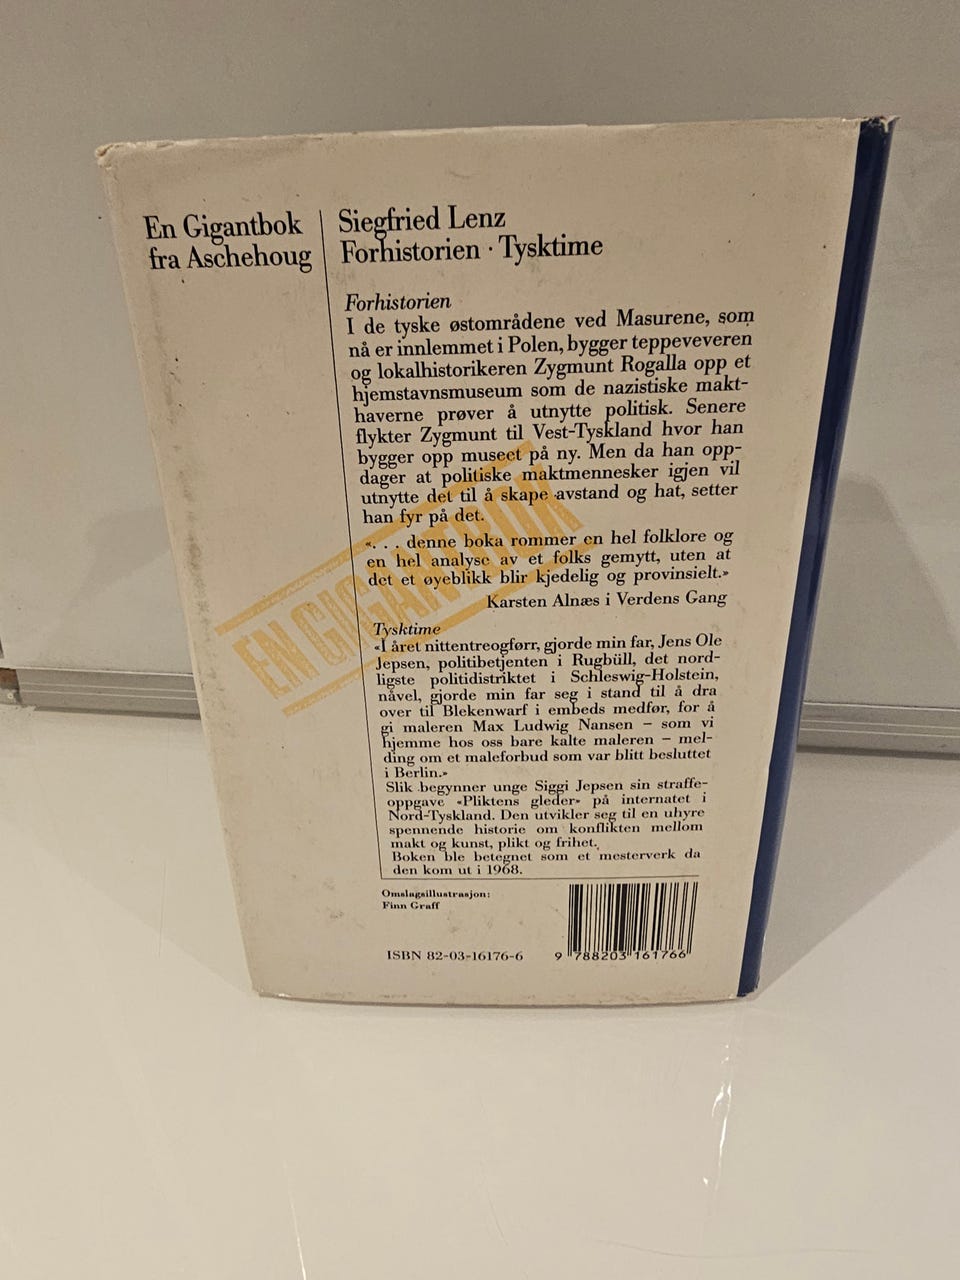 En Gigantbok
fra Aschehoug
Siegfried Lenz
Forhistorien · Tysktime
Forhistorien
I de tyske østområdene ved Masurene, som
nå er innlemmet i Polen, bygger teppeveveren
og lokalhistorikeren Zygmunt Rogalla opp et
hjemstavnsmuseum som de nazistiske makt-
haverne prøver å utnytte politisk. Senere
flykter Zygmunt til Vest-Tyskland hvor han
bygger opp museet på ny. Men da han opp-
dager at politiske maktmennesker igjen vil
utnytte det til å skape avstand og hat, setter
han fyr på det.
«. . . denne boka rommer en hel folklore og
en hel analyse av et folks gemytt, uten at
det et øyeblikk blir kjedelig og provinsielt.»
Karsten Alnæs i Verdens Gang
EN GIGANTBOK
Tysktime
«I året nittentreogførr, gjorde min far, Jens Ole
Jepsen, politibetjenten i Rugbüll, det nord-
ligste politidistriktet i Schleswig-Holstein,
nåvel, gjorde min far seg i stand til å dra
over til Blekenwarf i embeds medfør, for å
gi maleren Max Ludwig Nansen – som vi
hjemme hos oss bare kalte maleren – mel-
ding om et maleforbud som var blitt besluttet
i Berlin.»
Slik begynner unge Siggi Jepsen sin straffe-
oppgave «Pliktens gleder» på internatet i
Nord-Tyskland. Den utvikler seg til en uhyre
spennende historie om konflikten mellom
makt og kunst, plikt og frihet.
Boken ble betegnet som et mesterverk da
den kom ut i 1968.
Omslagsillustrasjon:
Finn Graff
ISBN 82-03-16176-6
9 788203 161766